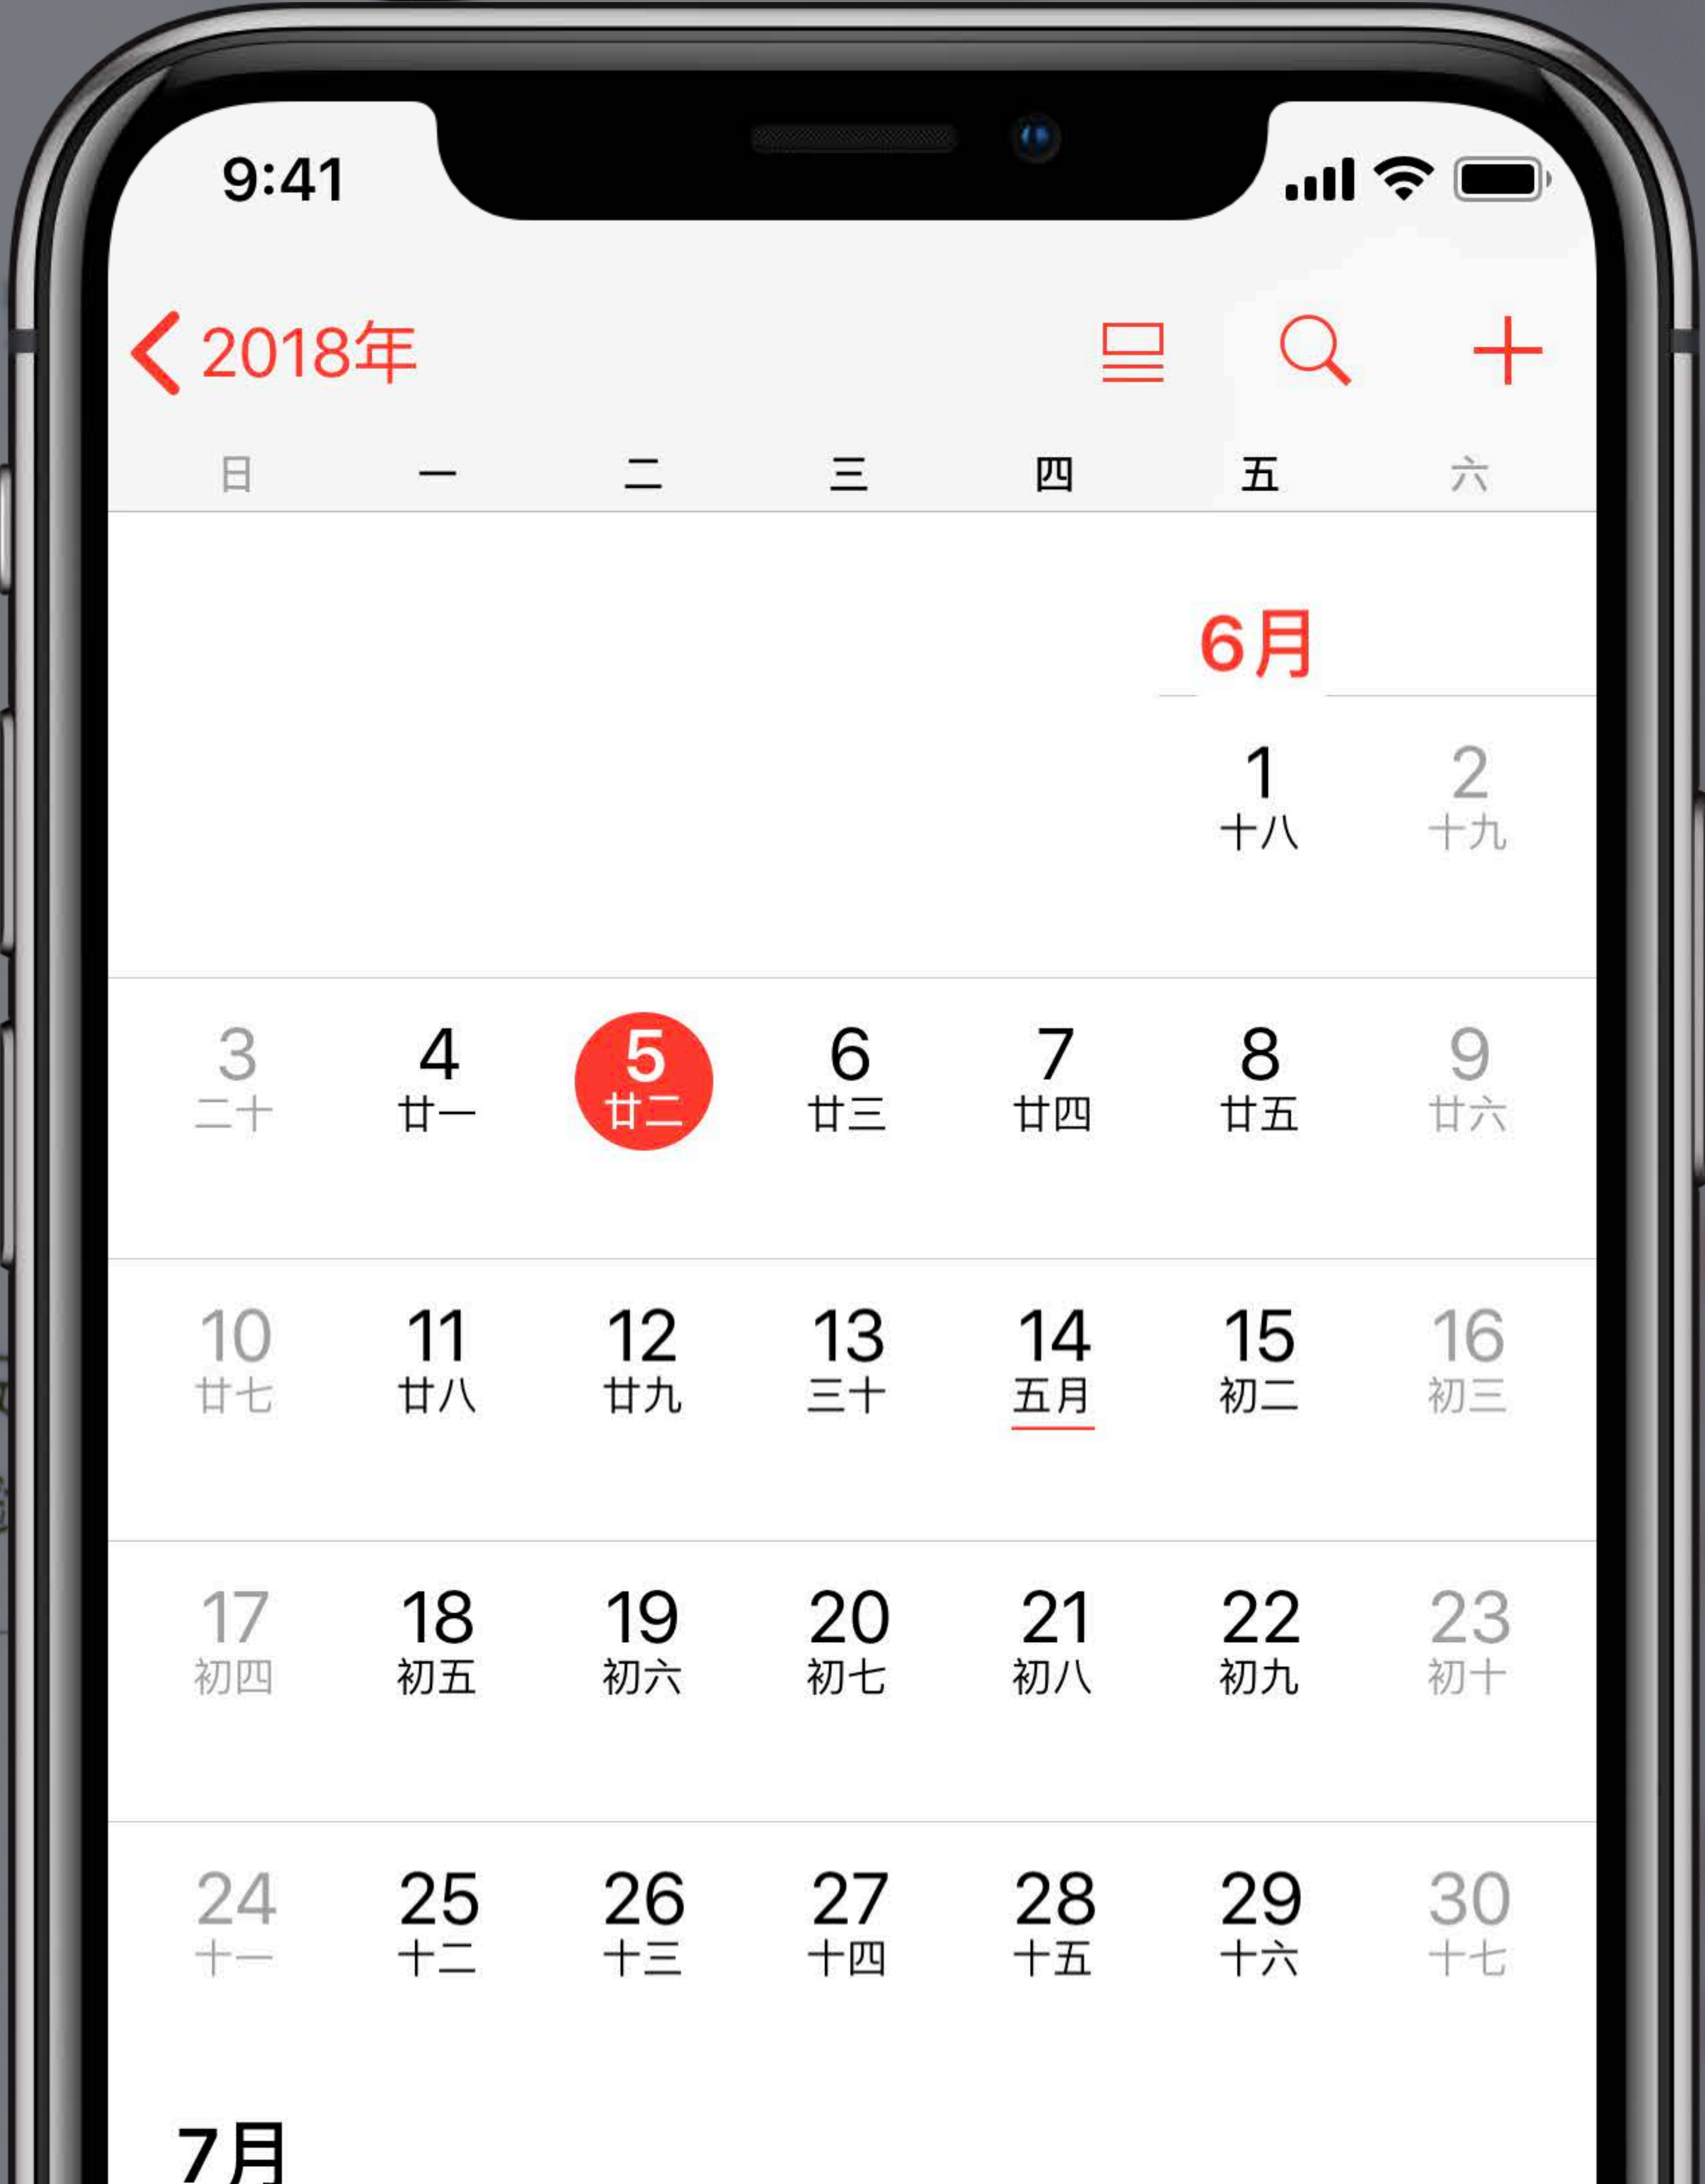 9:41
2018年
日 一 二 三 四 五 六
6月
1 2
十八 十九
3 4 5 6 7 8 9
二十 廿一 廿二 廿三 廿四 廿五 廿六
10 11 12 13 14 15 16
廿七 廿八 廿九 三十 五月 初二 初三
17 18 19 20 21 22 23
初四 初五 初六 初七 初八 初九 初十
24 25 26 27 28 29 30
十一 十二 十三 十四 十五 十六 十七
7月